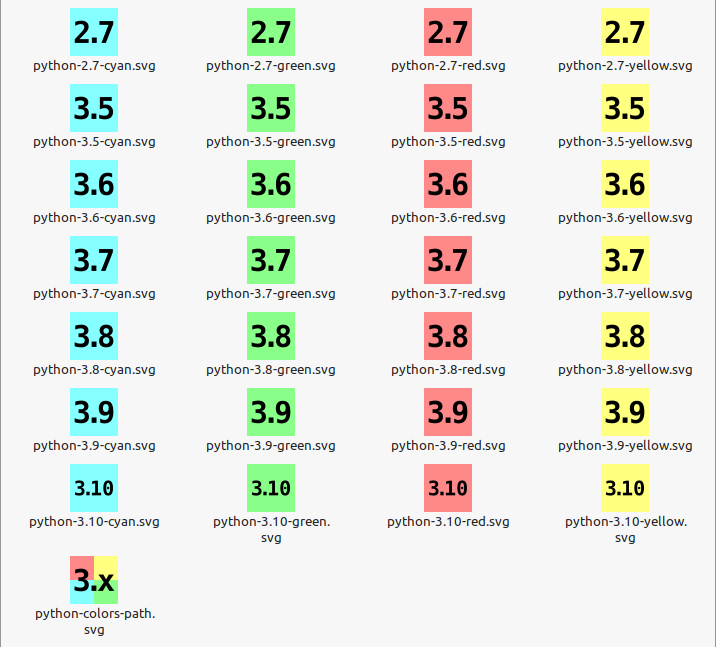 2.7 2.7 2.7 2.7
python-2.7-cyan.svg python-2.7-green.svg python-2.7-red.svg python-2.7-yellow.svg
3.5 3.5 3.5 3.5
python-3.5-cyan.svg python-3.5-green.svg python-3.5-red.svg python-3.5-yellow.svg
3.6 3.6 3.6 3.6
python-3.6-cyan.svg python-3.6-green.svg python-3.6-red.svg python-3.6-yellow.svg
3.7 3.7 3.7 3.7
python-3.7-cyan.svg python-3.7-green.svg python-3.7-red.svg python-3.7-yellow.svg
3.8 3.8 3.8 3.8
python-3.8-cyan.svg python-3.8-green.svg python-3.8-red.svg python-3.8-yellow.svg
3.9 3.9 3.9 3.9
python-3.9-cyan.svg python-3.9-green.svg python-3.9-red.svg python-3.9-yellow.svg
3.10 3.10 3.10 3.10
python-3.10-cyan.svg python-3.10-green. python-3.10-red.svg python-3.10-yellow.
svg svg
3.x
python-colors-path.
svg